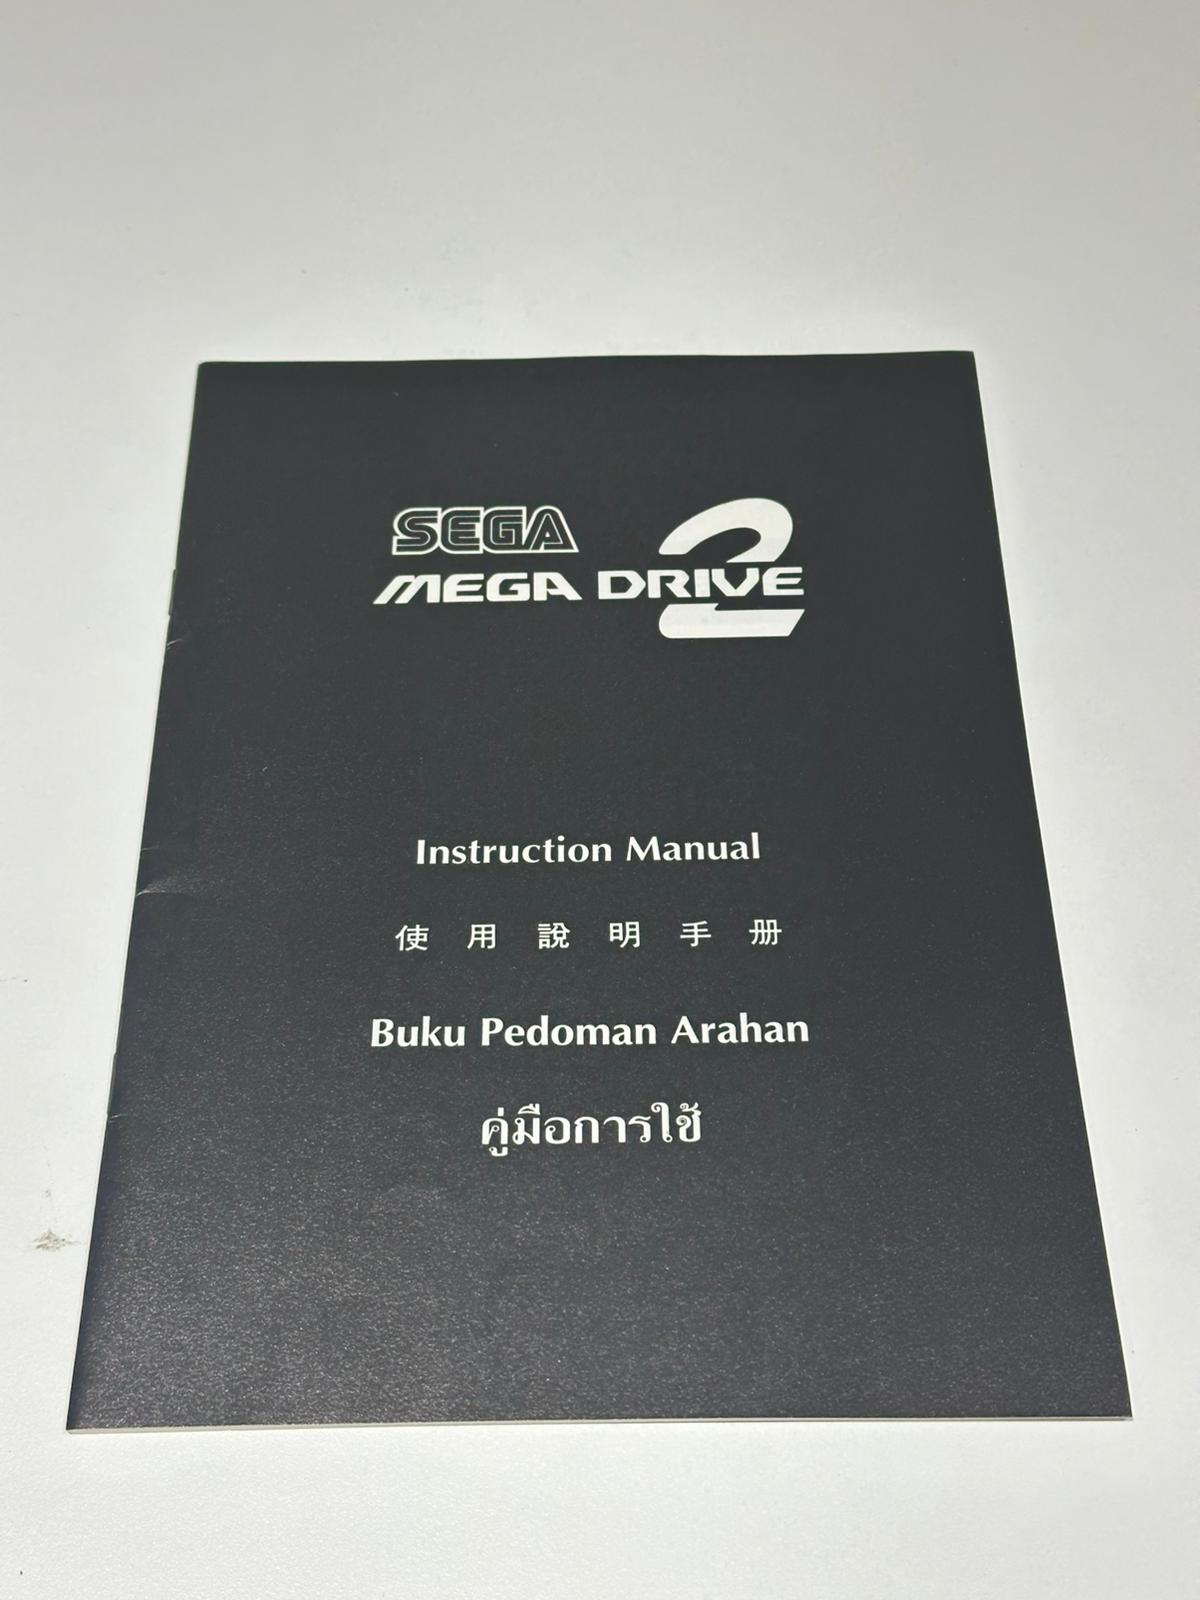 SEGA
MEGA DRIVE 2
Instruction Manual
使用說明手册
Buku Pedoman Arahan
คู่มือการใช้